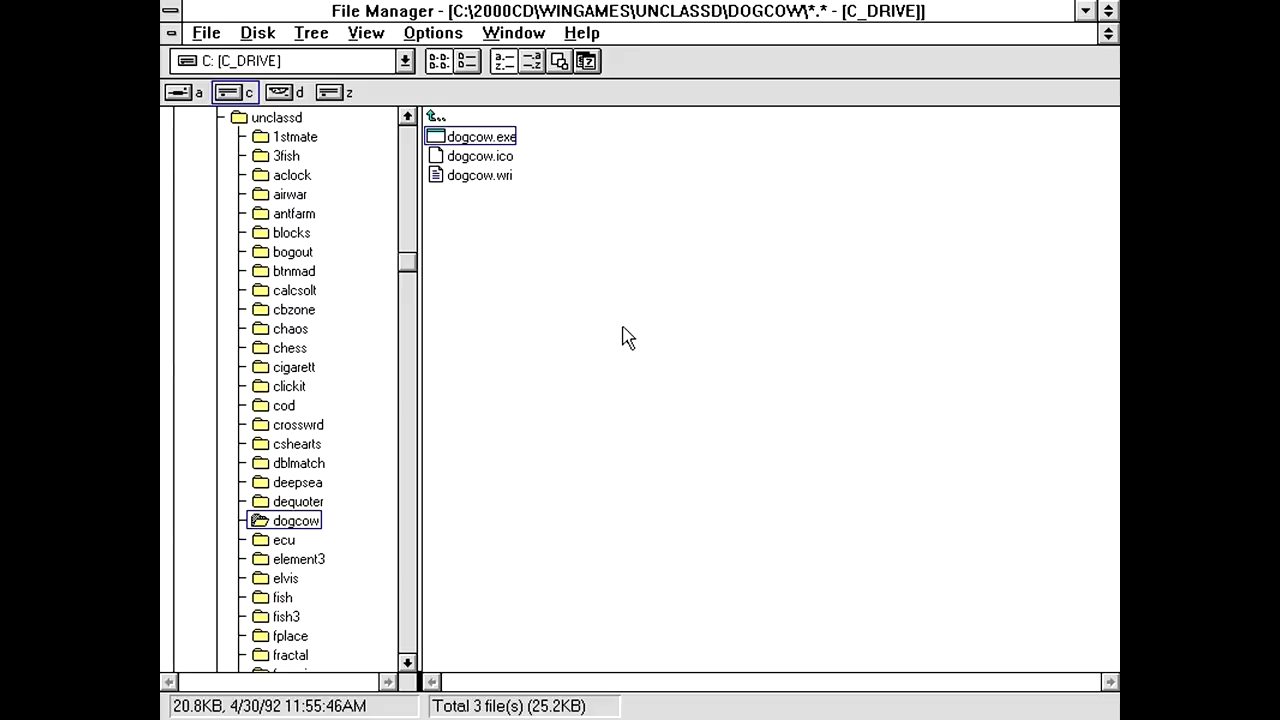 File Manager - [C:\2000CD\WINGAMES\UNCLASSD\DOGCOW\*.* - [C_DRIVE]]
File Disk Tree View Options Window Help
C: [C_DRIVE]
a c d z
unclassd
1stmate
3fish
aclock
airwar
antfarm
blocks
bogout
btnmad
calcsolt
cbzone
chaos
chess
cigarett
clickit
cod
crosswrd
cshearts
dblmatch
deepsea
dequoter
dogcow
ecu
element3
elvis
fish
fish3
fplace
fractal
..
dogcow.exe
dogcow.ico
dogcow.wri
20.8KB, 4/30/92 11:55:46AM
Total 3 file(s) (25.2KB)